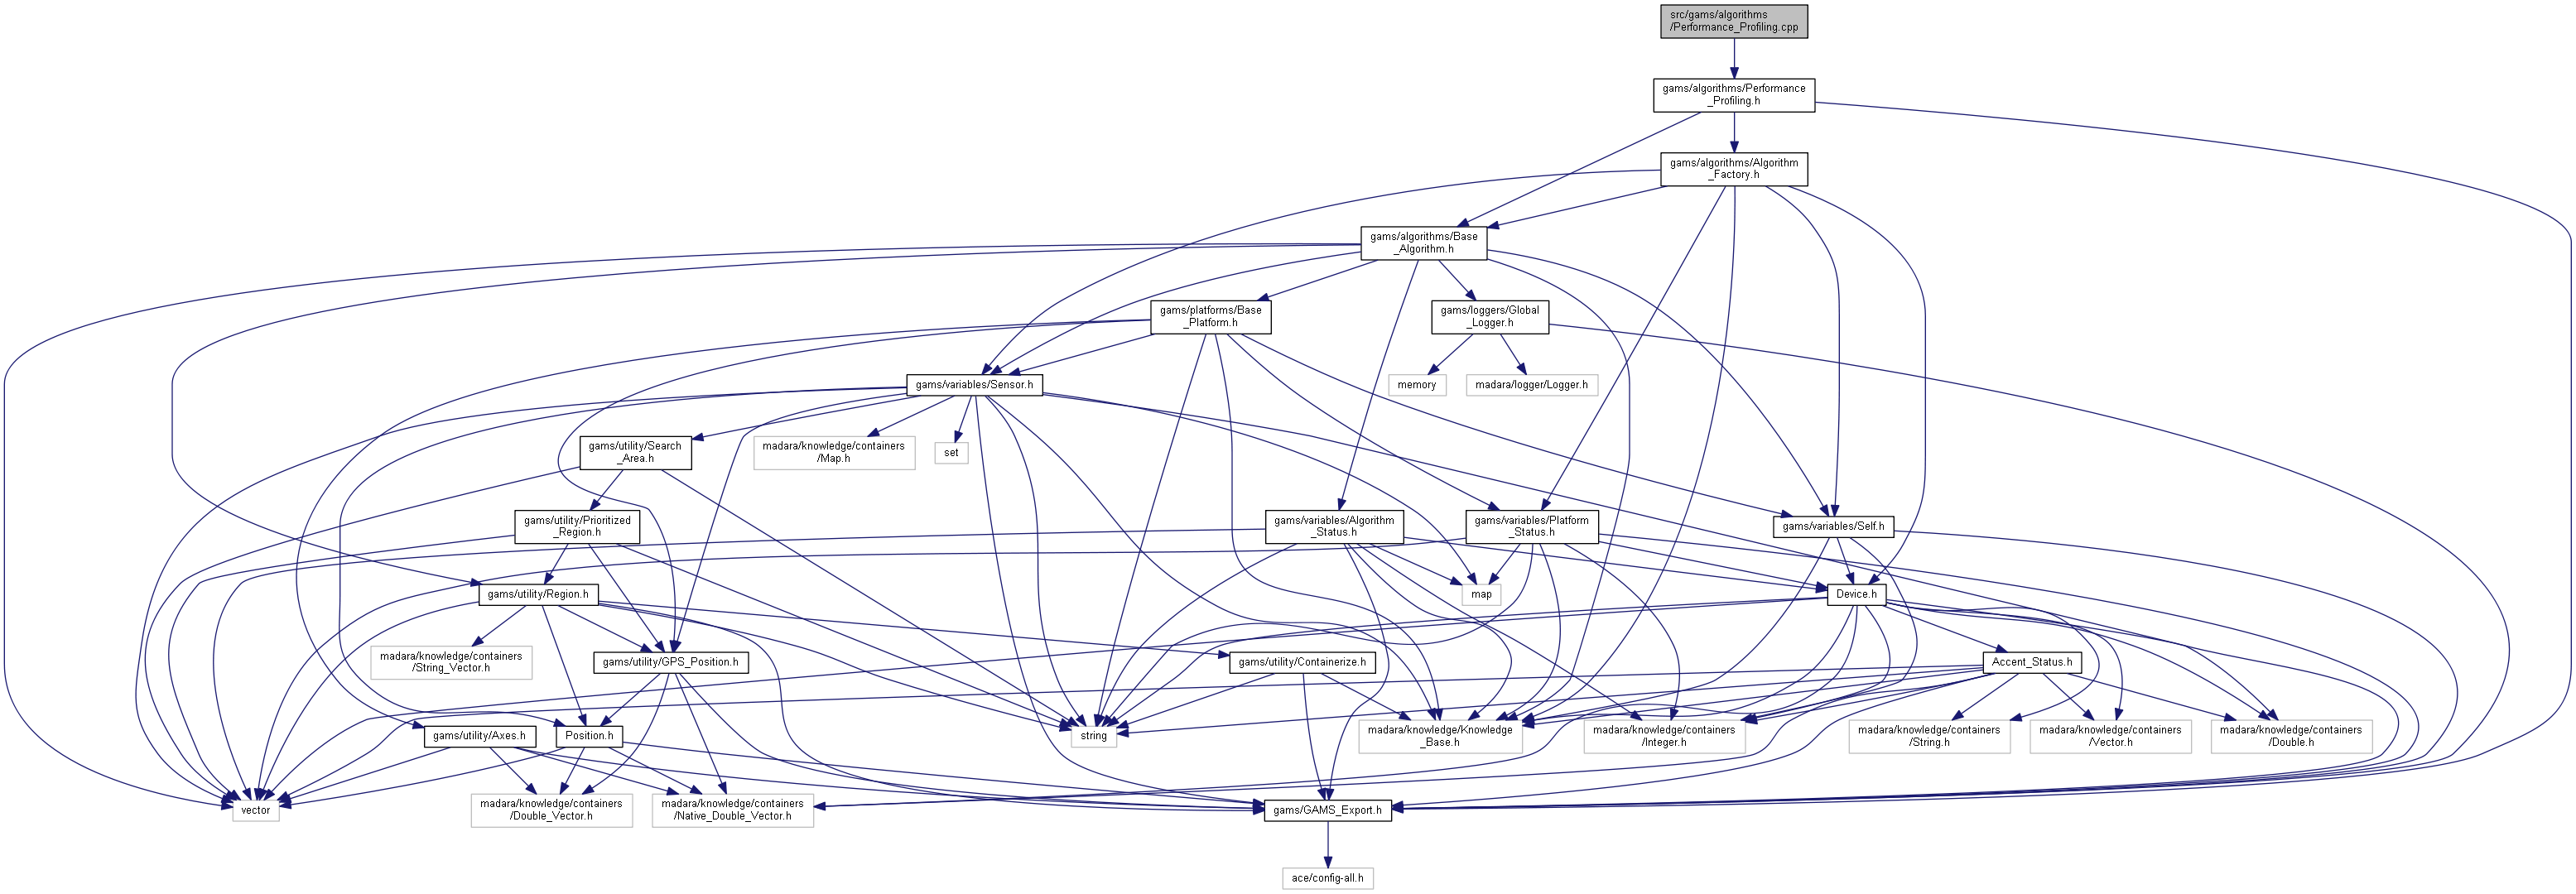 src/gams/algorithms
/Performance_Profiling.cpp
gams/algorithms/Performance
_Profiling.h
gams/algorithms/Algorithm
_Factory.h
gams/algorithms/Base
_Algorithm.h
gams/platforms/Base
_Platform.h
gams/loggers/Global
_Logger.h
gams/variables/Sensor.h
memory
madara/logger/Logger.h
gams/utility/Search
_Area.h
madara/knowledge/containers
/Map.h
set
gams/utility/Prioritized
_Region.h
gams/variables/Algorithm
_Status.h
gams/variables/Platform
_Status.h
gams/variables/Self.h
gams/utility/Region.h
map
Device.h
madara/knowledge/containers
/String_Vector.h
gams/utility/GPS_Position.h
gams/utility/Containerize.h
Accent_Status.h
gams/utility/Axes.h
Position.h
string
madara/knowledge/Knowledge
_Base.h
madara/knowledge/containers
/Integer.h
madara/knowledge/containers
/String.h
madara/knowledge/containers
/Vector.h
madara/knowledge/containers
/Double.h
vector
madara/knowledge/containers
/Double_Vector.h
madara/knowledge/containers
/Native_Double_Vector.h
gams/GAMS_Export.h
ace/config-all.h